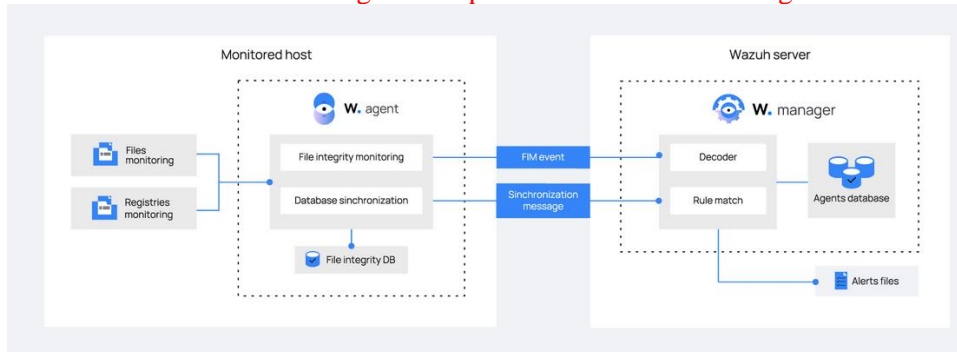 Monitored host
Wazuh server
W. agent
W. manager
Files
monitoring
Registries
monitoring
File integrity monitoring
Database sinchronization
File integrity DB
FIM event
Sinchronization
message
Decoder
Rule match
Agents database
Alerts files